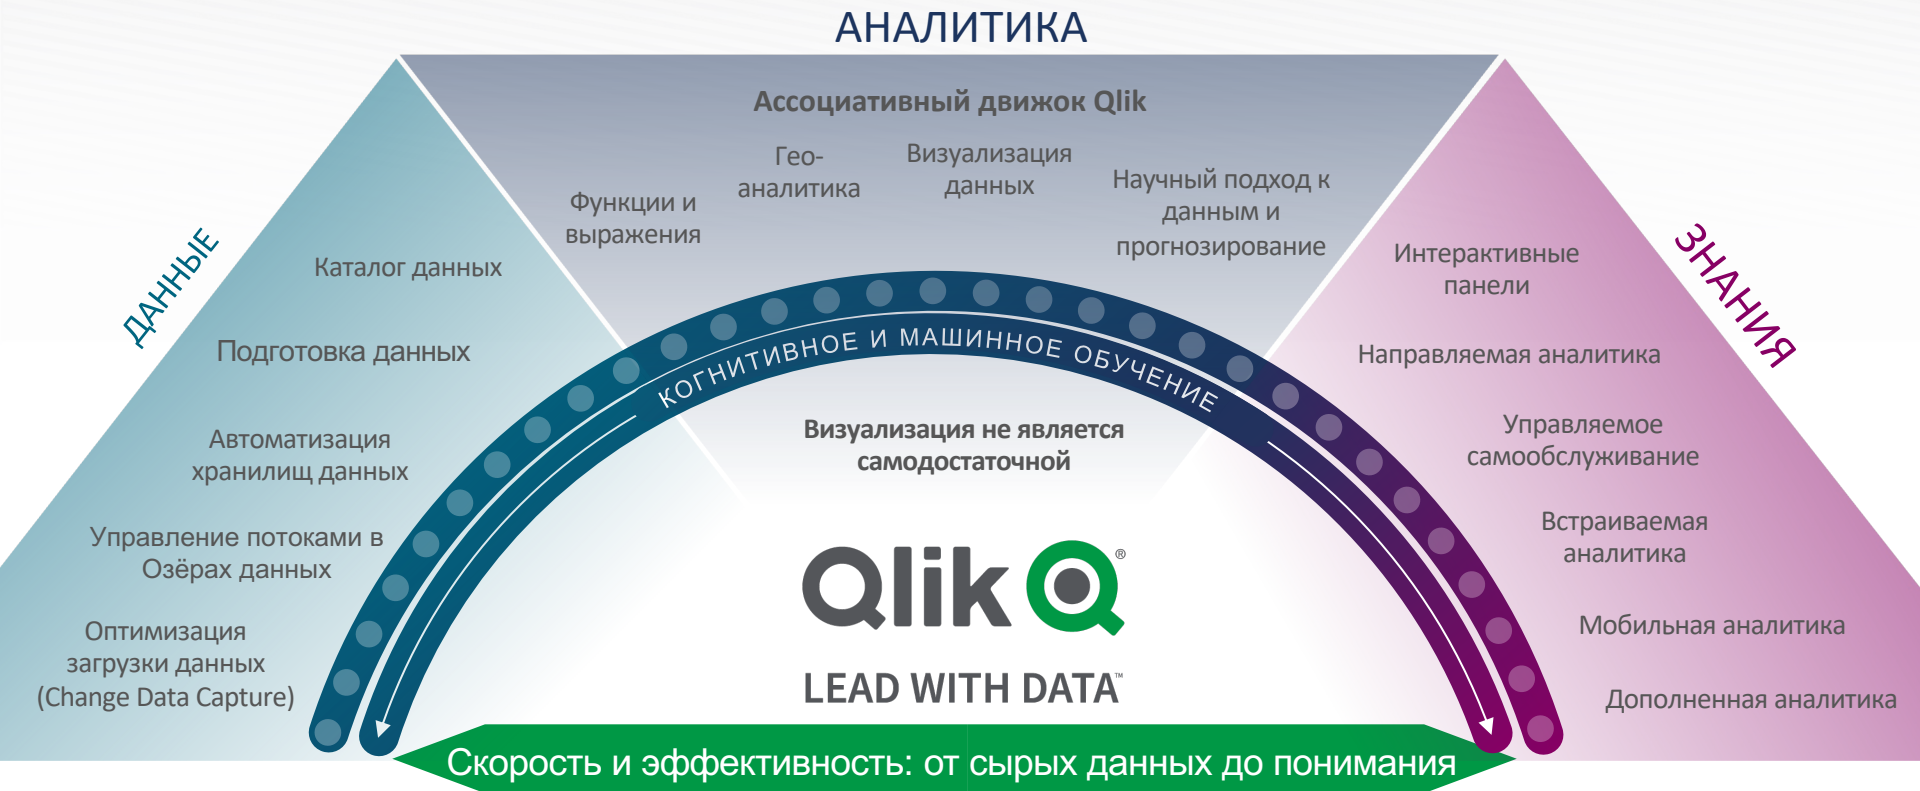 АНАЛИТИКА
Ассоциативный движок Qlik
Функции и
выражения
Гео-
аналитика
Визуализация
данных
Научный подход к
данным и
прогнозирование
ДАННЫЕ
Каталог данных
Подготовка данных
Автоматизация
хранилищ данных
Управление потоками в
Озёрах данных
Оптимизация
загрузки данных
(Change Data Capture)
КОГНИТИВНОЕ И МАШИННОЕ ОБУЧЕНИЕ
Визуализация не является
самодостаточной
Qlik ®
LEAD WITH DATA™
ЗНАНИЯ
Интерактивные
панели
Направляемая аналитика
Управляемое
самообслуживание
Встраиваемая
аналитика
Мобильная аналитика
Дополненная аналитика
Скорость и эффективность: от сырых данных до понимания